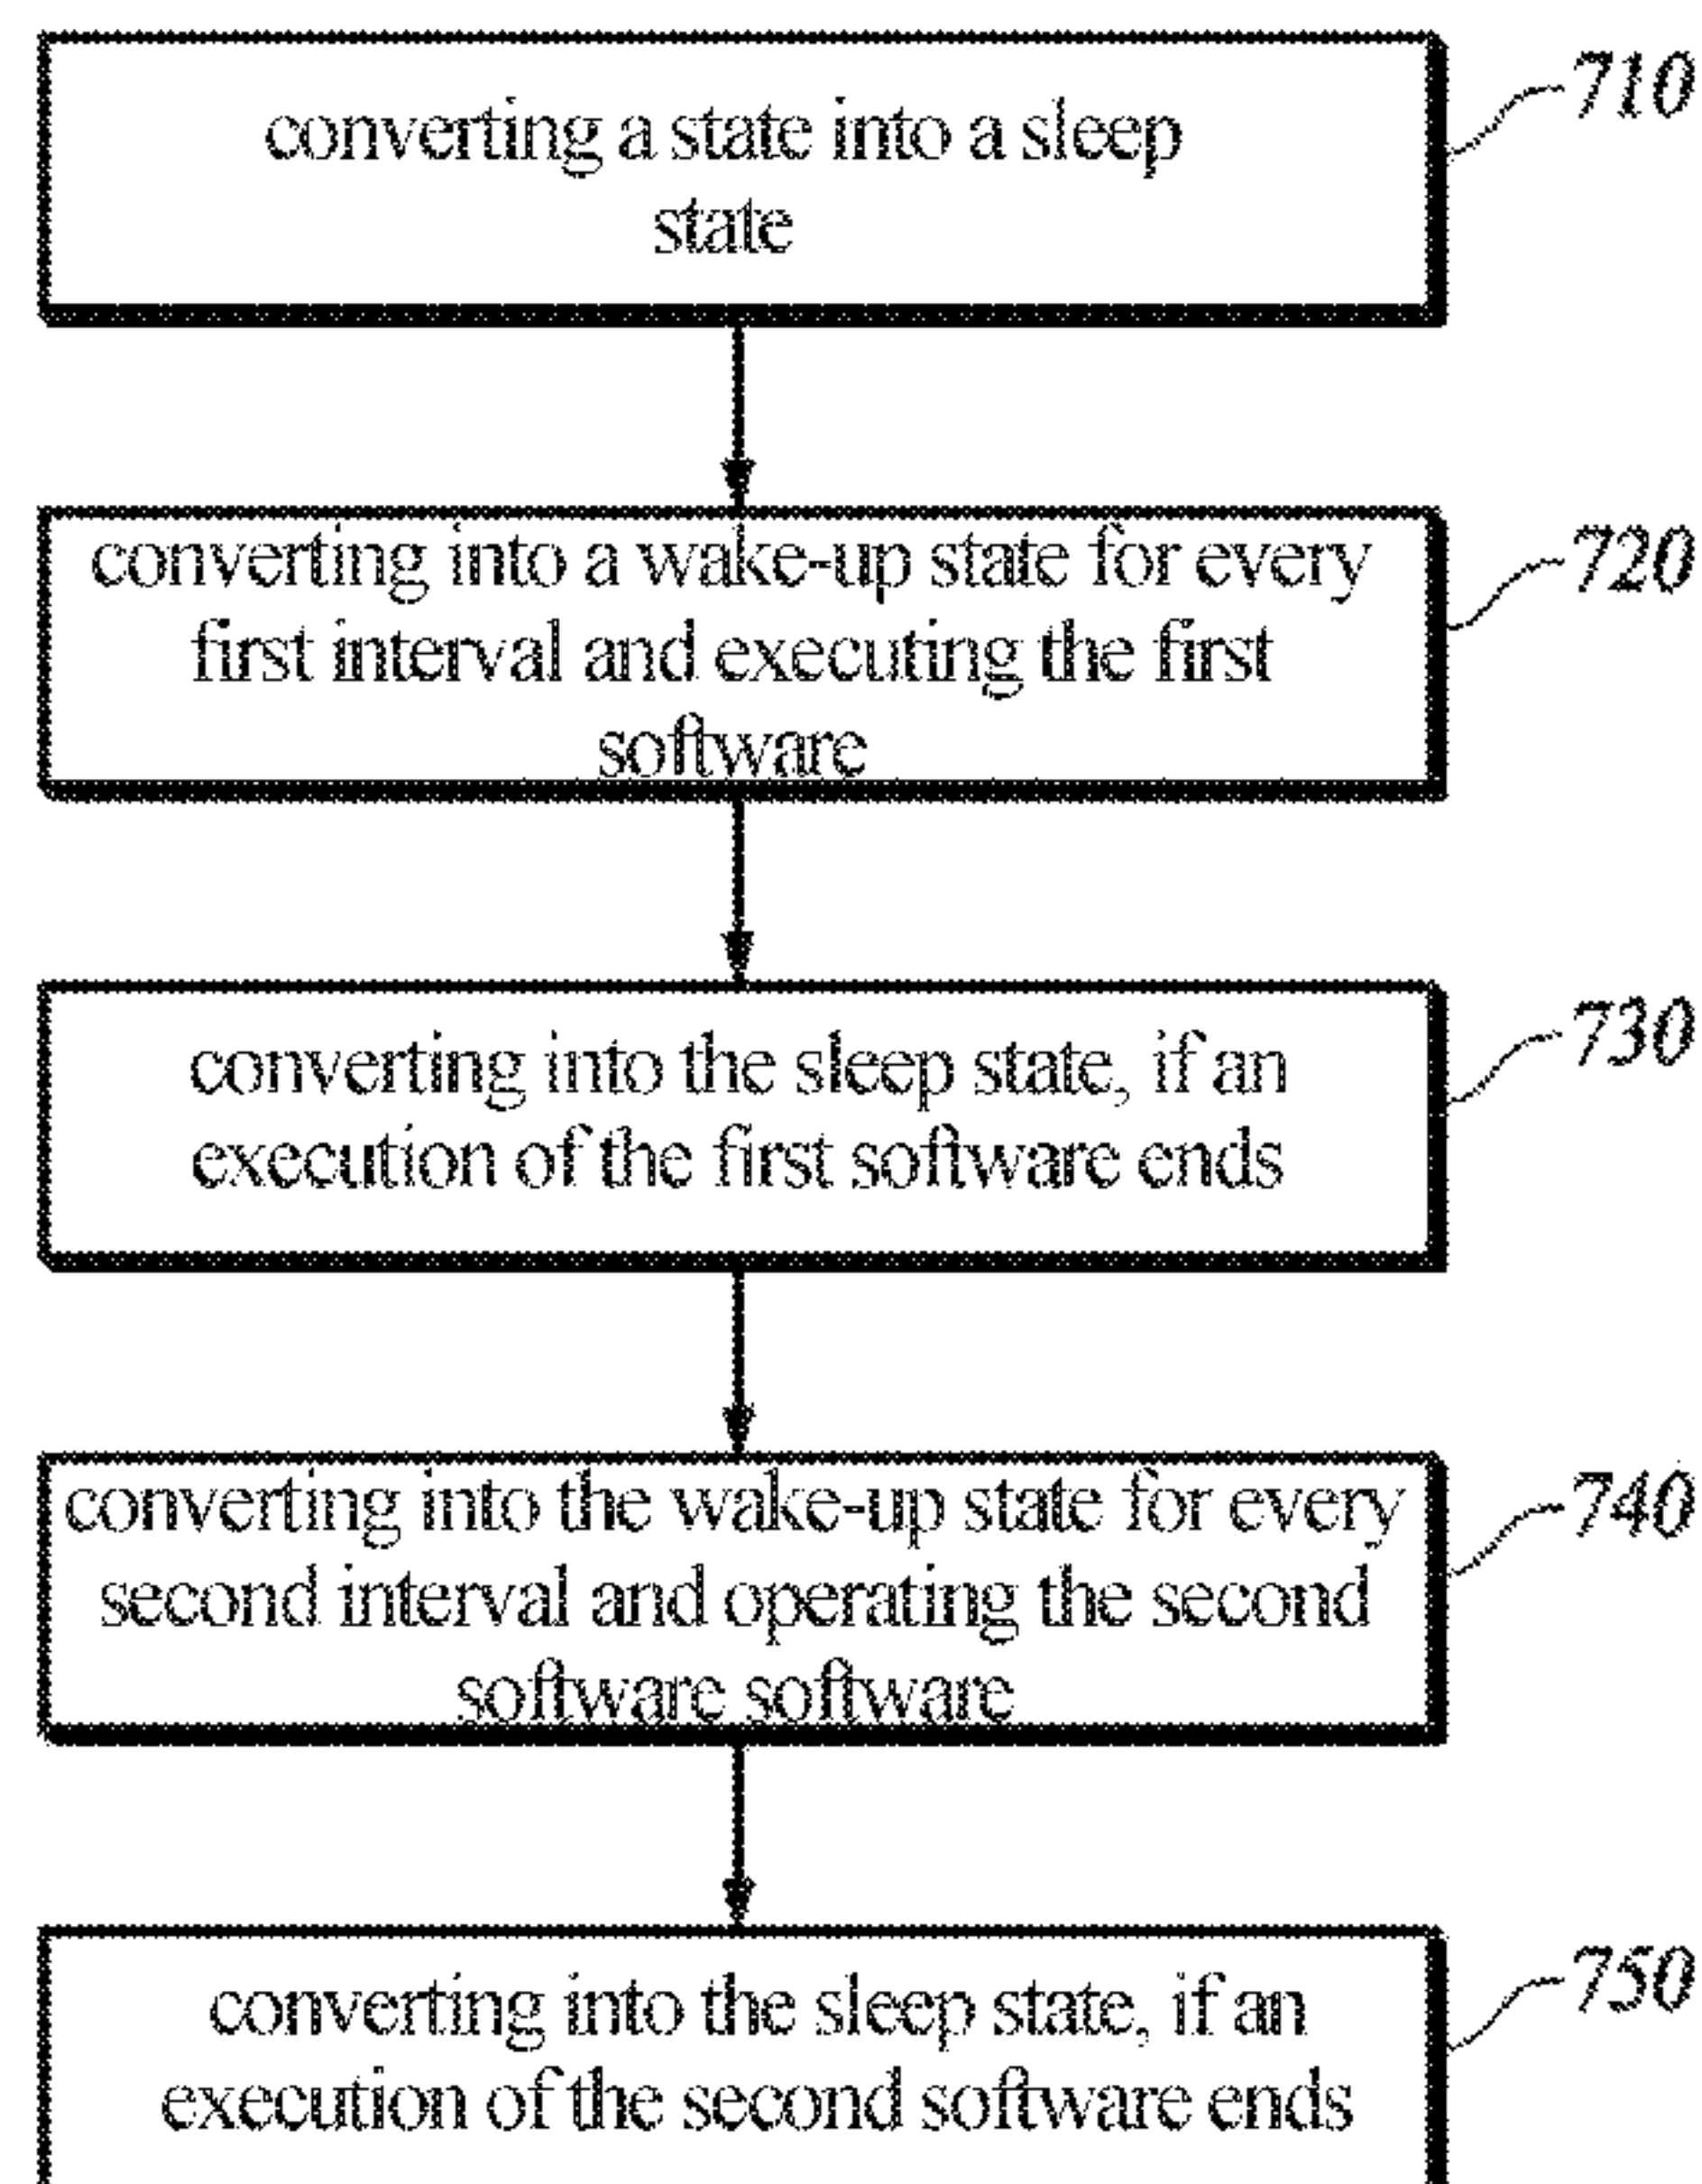 converting a state into a sleep
state
710
converting into a wake-up state for every
first interval and executing the first
software
720
converting into the sleep state, if an
execution of the first software ends
730
converting into the wake-up state for every
second interval and operating the second
software software
740
converting into the sleep state, if an
execution of the second software ends
750